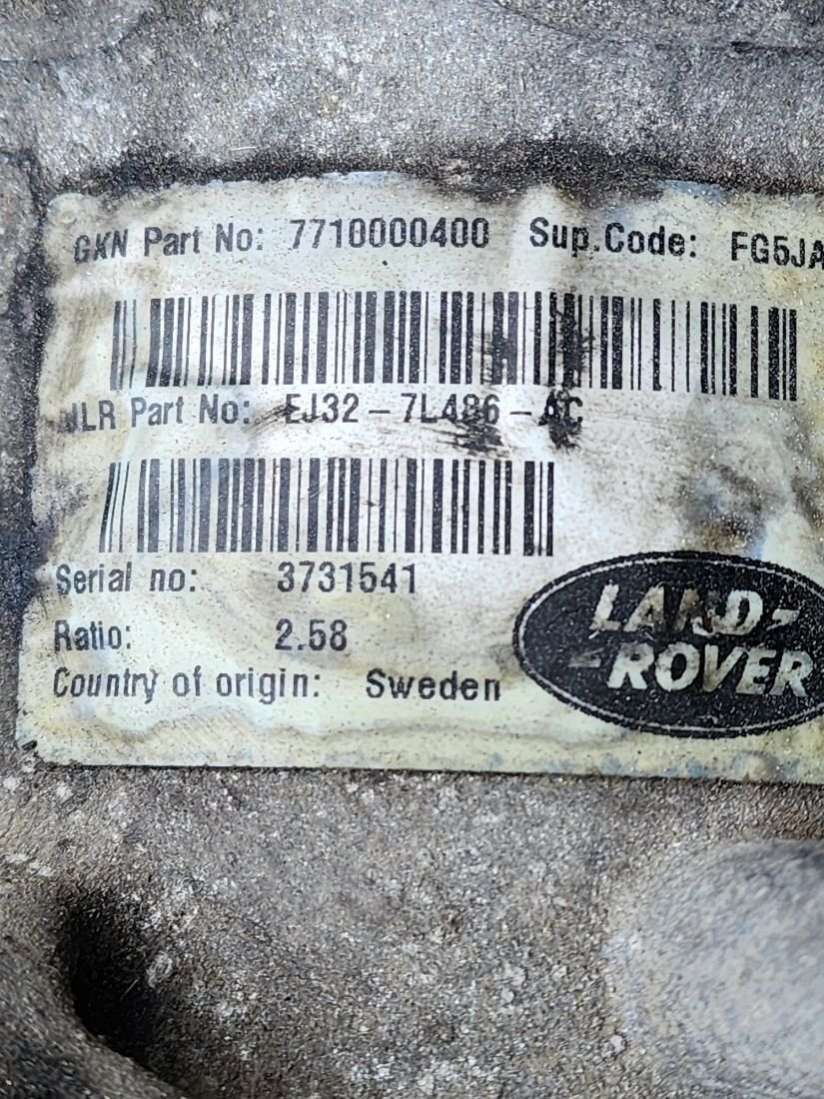 GKN Part No: 7710000400 Sup.Code: FG5JA
JLR Part No: EJ32-7L486-AC
Serial no: 3731541
Ratio: 2.58
Country of origin: Sweden
LAND-
-ROVER